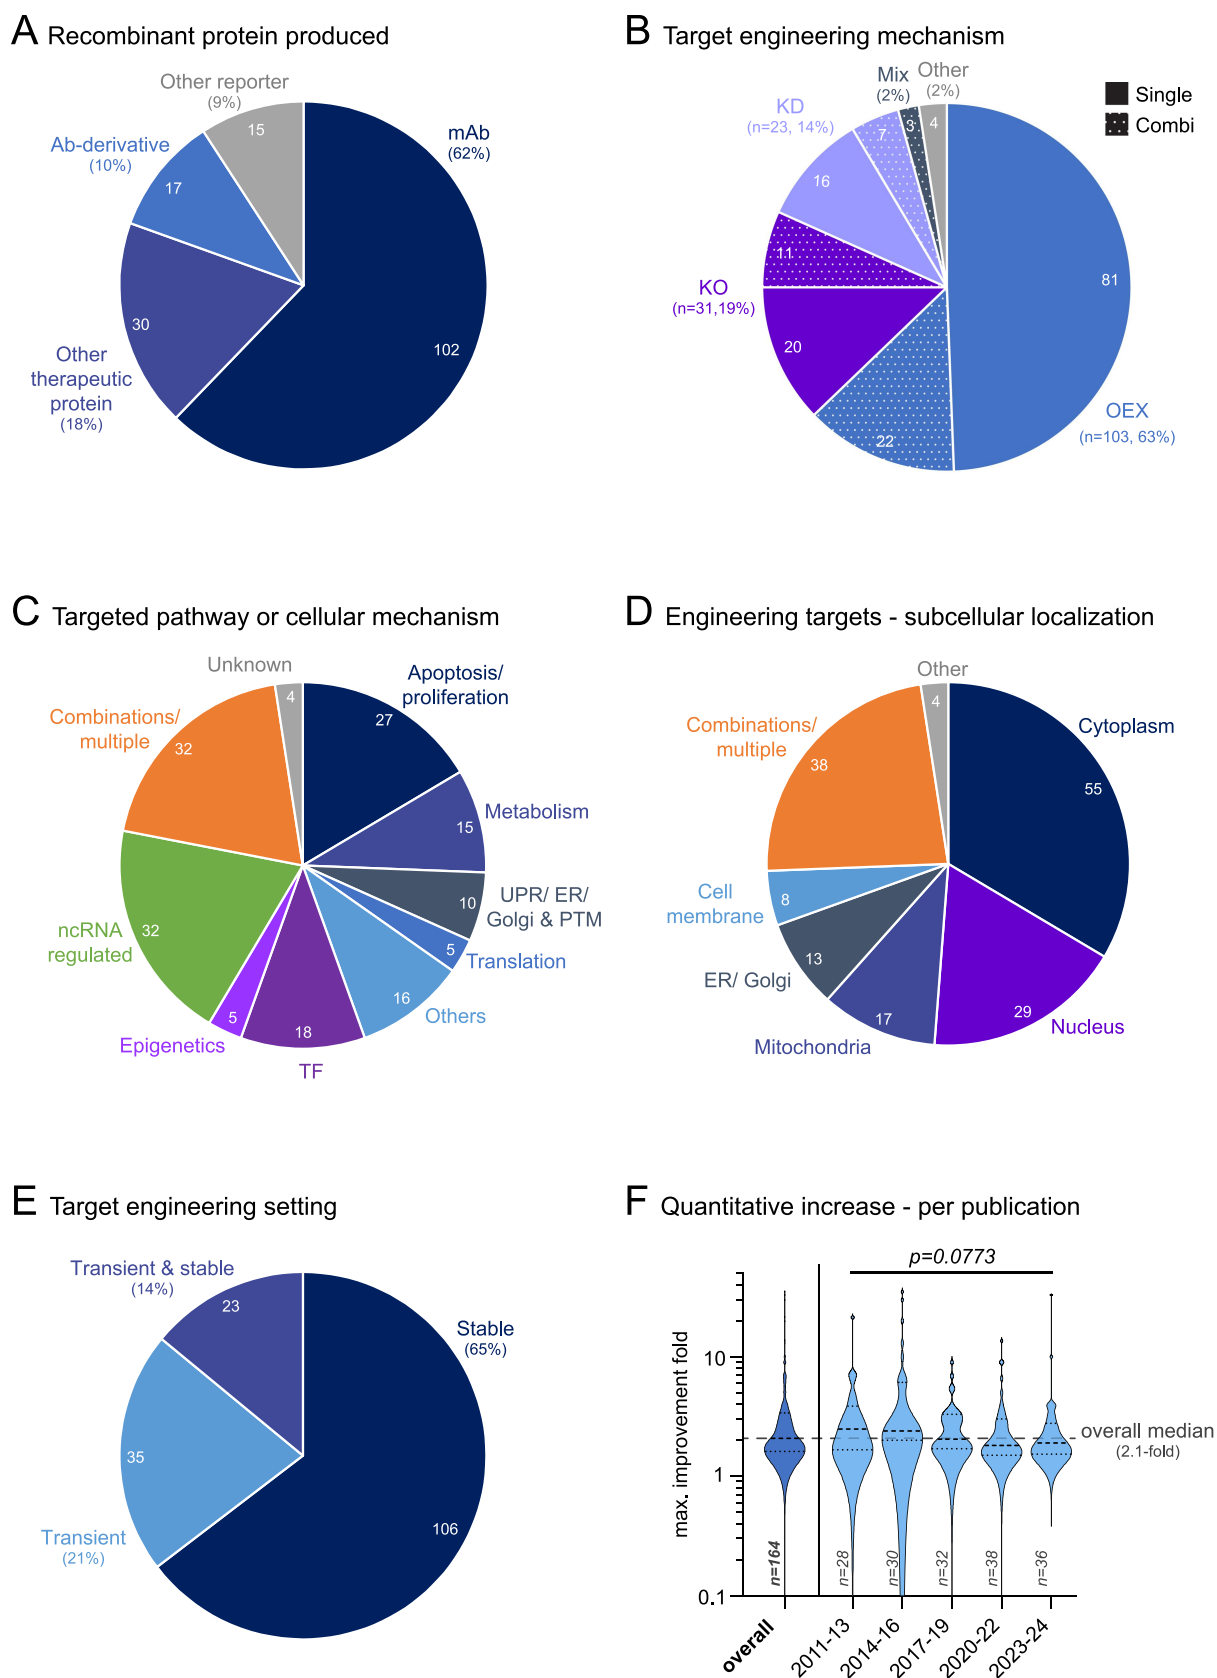 A Recombinant protein produced
Other reporter
(9%)
15
Ab-derivative
(10%)
17
mAb
(62%)
102
30
Other
therapeutic
protein
(18%)
B Target engineering mechanism
Mix
(2%)
Other
(2%)
Single
Combi
KD
(n=23, 14%)
7
3
4
16
11
KO
(n=31,19%)
20
22
81
OEX
(n=103, 63%)
C Targeted pathway or cellular mechanism
Unknown
4
Apoptosis/
proliferation
27
Combinations/
multiple
32
Metabolism
15
UPR/ ER/
Golgi & PTM
10
Translation
5
ncRNA
regulated
32
Others
16
Epigenetics
5
18
TF
D Engineering targets - subcellular localization
Other
4
Combinations/
multiple
38
Cytoplasm
55
Cell
membrane
8
13
ER/ Golgi
17
Mitochondria
29
Nucleus
E Target engineering setting
Transient & stable
(14%)
23
Stable
(65%)
35
106
Transient
(21%)
F Quantitative increase - per publication
p=0.0773
max. improvement fold
10
1
0.1
overall median
(2.1-fold)
n=164
n=28
n=30
n=32
n=38
n=36
overall
2011-13
2014-16
2017-19
2020-22
2023-24